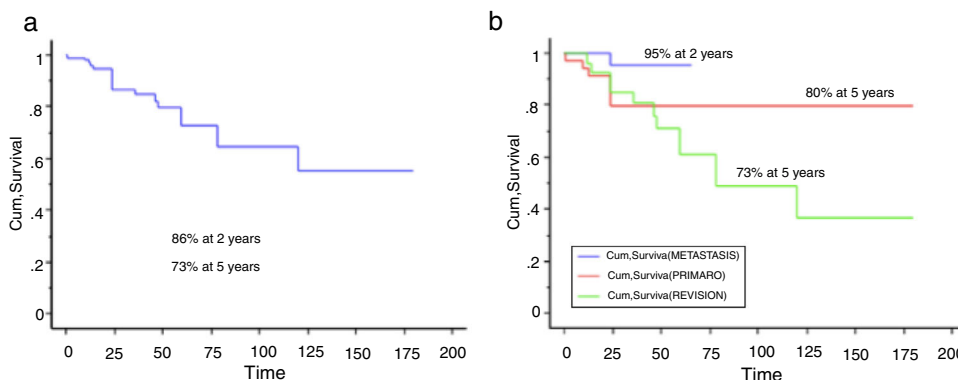 a
Cum,Survival
1
.8
.6
.4
.2
0
86% at 2 years
73% at 5 years
0 25 50 75 100 125 150 175 200
Time
b
Cum,Survival
1
.8
.6
.4
.2
0
95% at 2 years
80% at 5 years
73% at 5 years
Cum,Surviva(METASTASIS)
Cum,Surviva(PRIMARO)
Cum,Surviva(REVISION)
0 25 50 75 100 125 150 175 200
Time